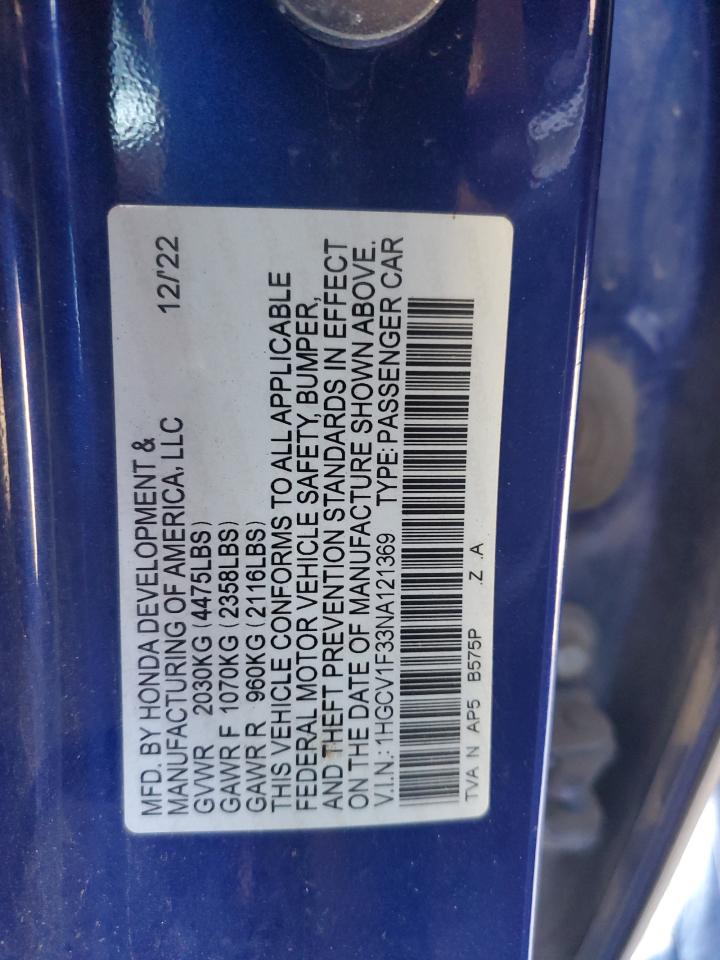 MFD. BY HONDA DEVELOPMENT &
MANUFACTURING OF AMERICA, LLC 12/'22
GVWR 2030KG (4475LBS)
GAWR F 1070KG (2358LBS)
GAWR R 960KG (2116LBS)
THIS VEHICLE CONFORMS TO ALL APPLICABLE
FEDERAL MOTOR VEHICLE SAFETY, BUMPER,
AND THEFT PREVENTION STANDARDS IN EFFECT
ON THE DATE OF MANUFACTURE SHOWN ABOVE.
V.I.N.: 1HGCV1F33NA121369 TYPE: PASSENGER CAR
TVA N AP5 B575P .Z .A